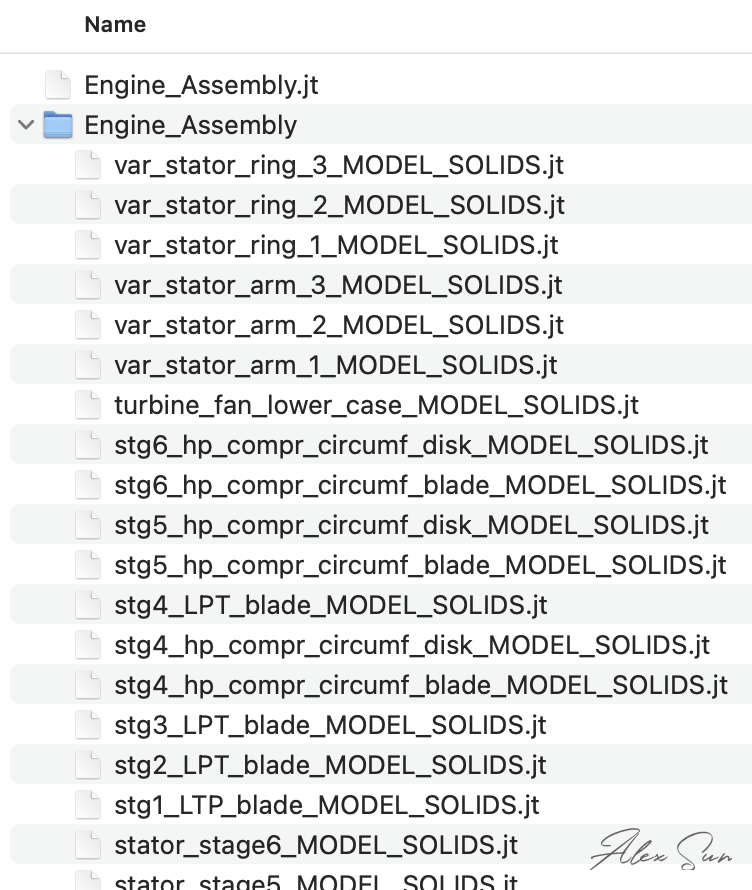 Name
Engine_Assembly.jt
Engine_Assembly
var_stator_ring_3_MODEL_SOLIDS.jt
var_stator_ring_2_MODEL_SOLIDS.jt
var_stator_ring_1_MODEL_SOLIDS.jt
var_stator_arm_3_MODEL_SOLIDS.jt
var_stator_arm_2_MODEL_SOLIDS.jt
var_stator_arm_1_MODEL_SOLIDS.jt
turbine_fan_lower_case_MODEL_SOLIDS.jt
stg6_hp_compr_circumf_disk_MODEL_SOLIDS.jt
stg6_hp_compr_circumf_blade_MODEL_SOLIDS.jt
stg5_hp_compr_circumf_disk_MODEL_SOLIDS.jt
stg5_hp_compr_circumf_blade_MODEL_SOLIDS.jt
stg4_LPT_blade_MODEL_SOLIDS.jt
stg4_hp_compr_circumf_disk_MODEL_SOLIDS.jt
stg4_hp_compr_circumf_blade_MODEL_SOLIDS.jt
stg3_LPT_blade_MODEL_SOLIDS.jt
stg2_LPT_blade_MODEL_SOLIDS.jt
stg1_LTP_blade_MODEL_SOLIDS.jt
stator_stage6_MODEL_SOLIDS.jt
Alex Sun
stator_stage5_MODEL_SOLIDS.jt